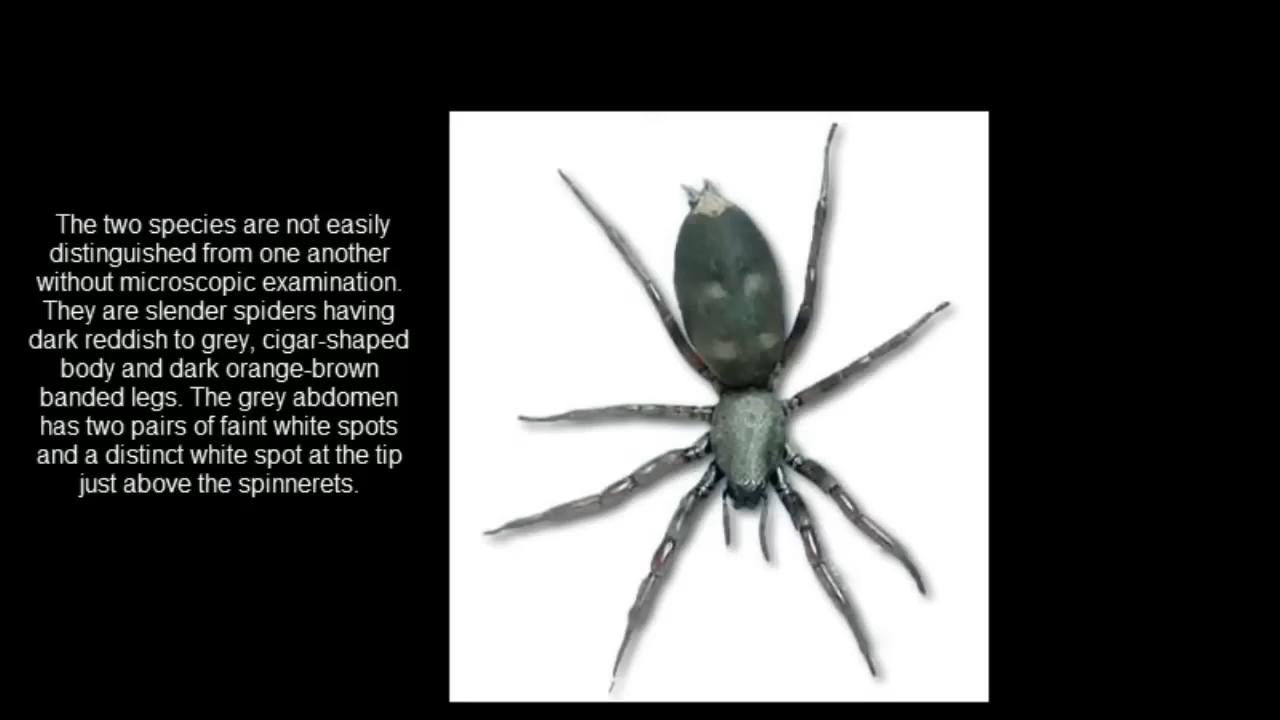 The two species are not easily
distinguished from one another
without microscopic examination.
They are slender spiders having
dark reddish to grey, cigar-shaped
body and dark orange-brown
banded legs. The grey abdomen
has two pairs of faint white spots
and a distinct white spot at the tip
just above the spinnerets.